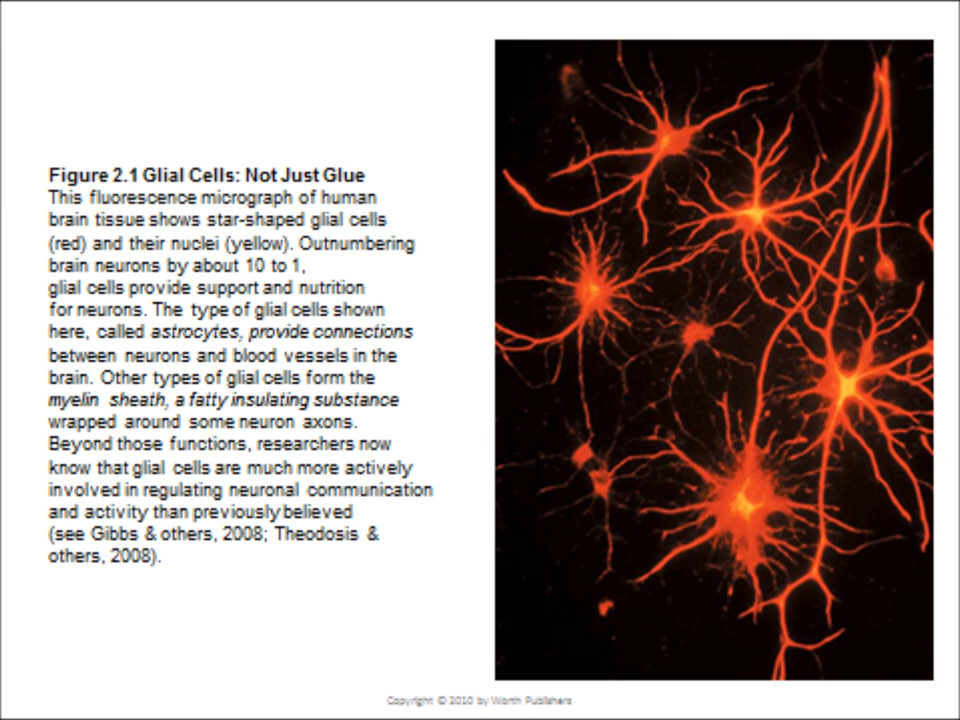 Figure 2.1 Glial Cells: Not Just Glue
This fluorescence micrograph of human
brain tissue shows star-shaped glial cells
(red) and their nuclei (yellow). Outnumbering
brain neurons by about 10 to 1,
glial cells provide support and nutrition
for neurons. The type of glial cells shown
here, called astrocytes, provide connections
between neurons and blood vessels in the
brain. Other types of glial cells form the
myelin sheath, a fatty insulating substance
wrapped around some neuron axons.
Beyond those functions, researchers now
know that glial cells are much more actively
involved in regulating neuronal communication
and activity than previously believed
(see Gibbs & others, 2008; Theodosis &
others, 2008).
Copyright © 2010 by Worth Publishers